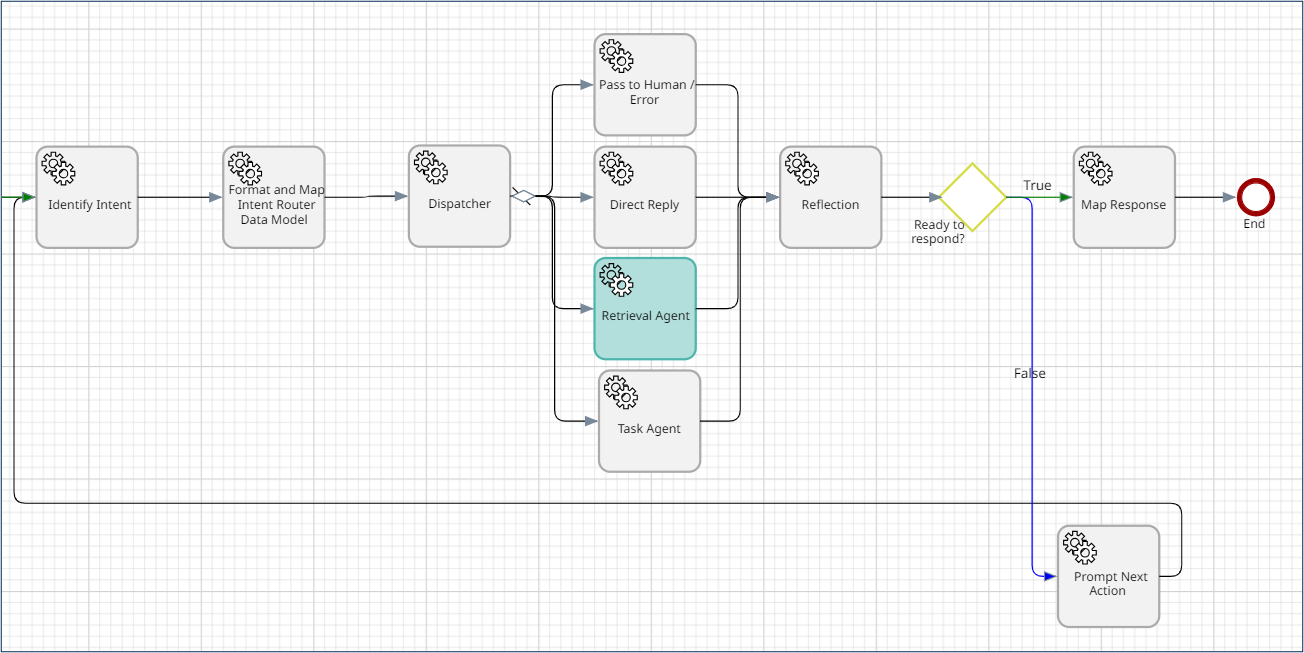 Identify Intent
Format and Map
Intent Router
Data Model
Dispatcher
Pass to Human /
Error
Direct Reply
Retrieval Agent
Task Agent
Reflection
Ready to
respond?
True
False
Map Response
End
Prompt Next
Action